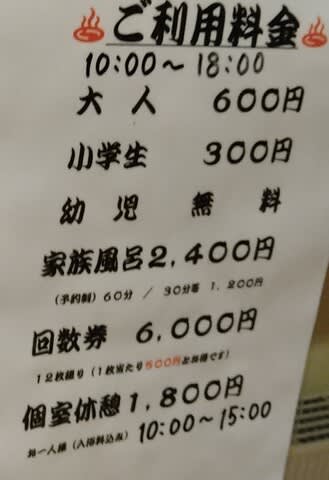 ♨ご利用料金♨
10:00～18:00
大人 600円
小学生 300円
幼児 無料
家族風呂2,400円
(予約制) 60分 / 30分毎 1,200円
回数券 6,000円
12枚綴り (1枚当たり500円とお得です)
個室休憩1,800円
お一人様 (入浴料込み) 10:00～15:00